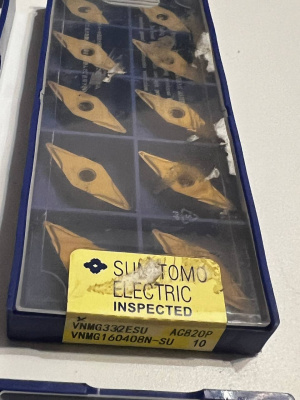 SUMITOMO
ELECTRIC
INSPECTED
VNMG332ESU AC820P
VNMG160408N-SU 10